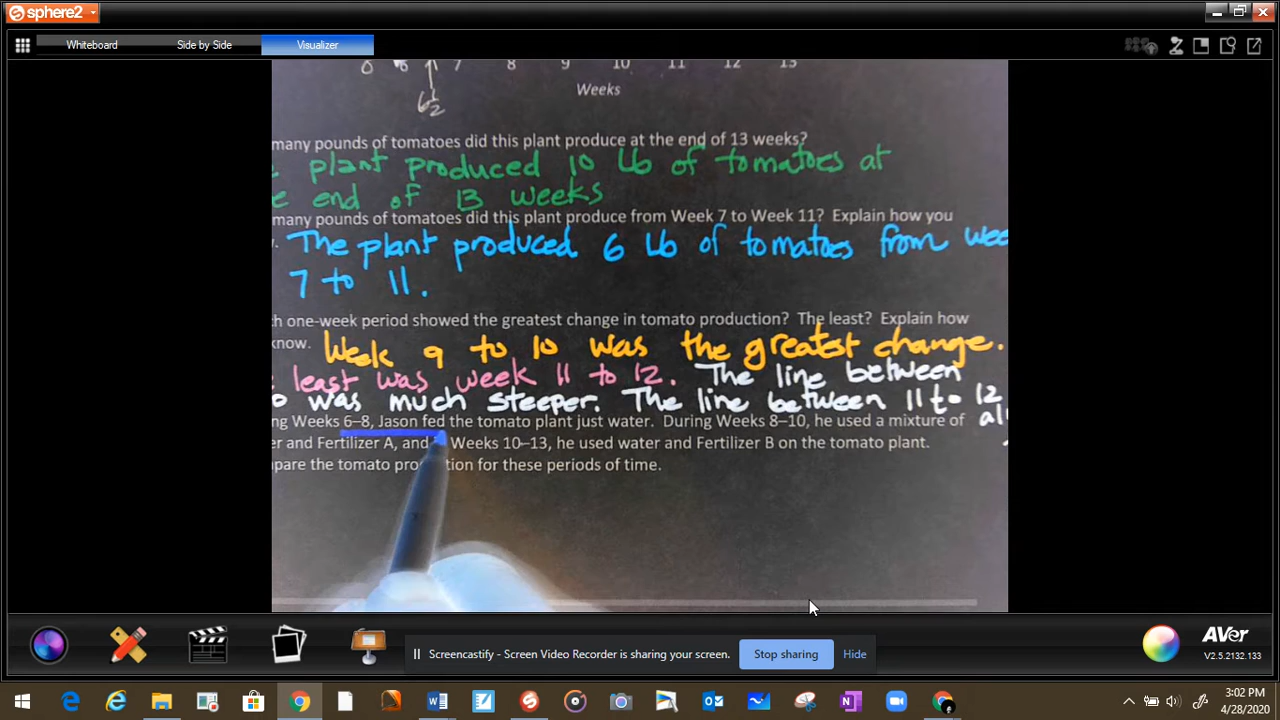 sphere2
Whiteboard Side by Side Visualizer
6 7 8 9 10 11 12 13
6½
Weeks
many pounds of tomatoes did this plant produce at the end of 13 weeks?
plant produced 10 lb of tomatoes at
end of 13 weeks
many pounds of tomatoes did this plant produce from Week 7 to Week 11? Explain how you
The plant produced 6 lb of tomatoes from
7 to 11.
one-week period showed the greatest change in tomato production? The least? Explain how
know. Week 9 to 10 was the greatest change.
least was week 11 to 12. The line between
was much steeper. The line between 11 to 12
Weeks 6–8, Jason fed the tomato plant just water. During Weeks 8–10, he used a mixture of
and Fertilizer A, and Weeks 10–13, he used water and Fertilizer B on the tomato plant.
the tomato for these periods of time.
Screencastify - Screen Video Recorder is sharing your screen. Stop sharing Hide
AVer
V2.5.2132.133
3:02 PM
4/28/2020